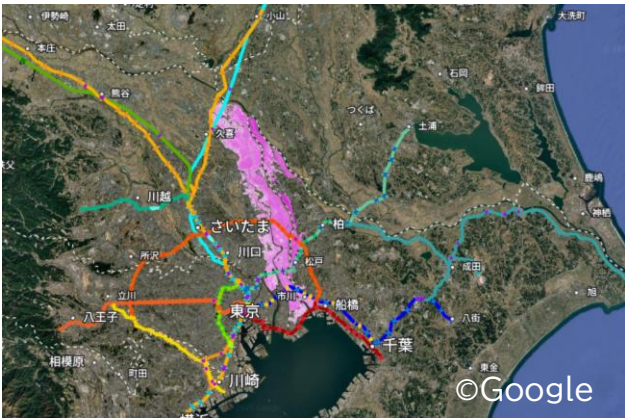 伊勢崎
太田
小山
大洗町
本庄
石岡
熊谷
鉾田
つくば
久喜
土浦
川越
鹿嶋
さいたま
柏
神栖
川口
所沢
松戸
成田
立川
市川
旭
八王子
東京
船橋
八街
千葉
相模原
町田
川崎
東金
©Google